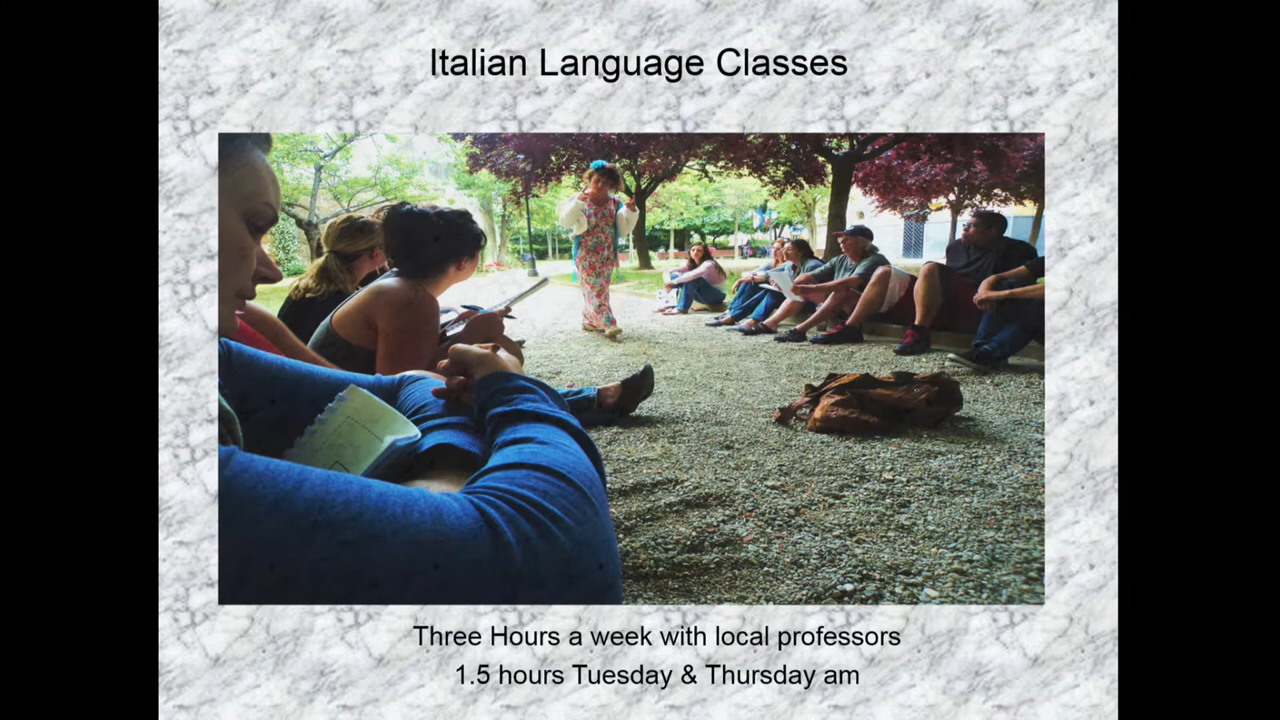 Italian Language Classes
Three Hours a week with local professors
1.5 hours Tuesday & Thursday am